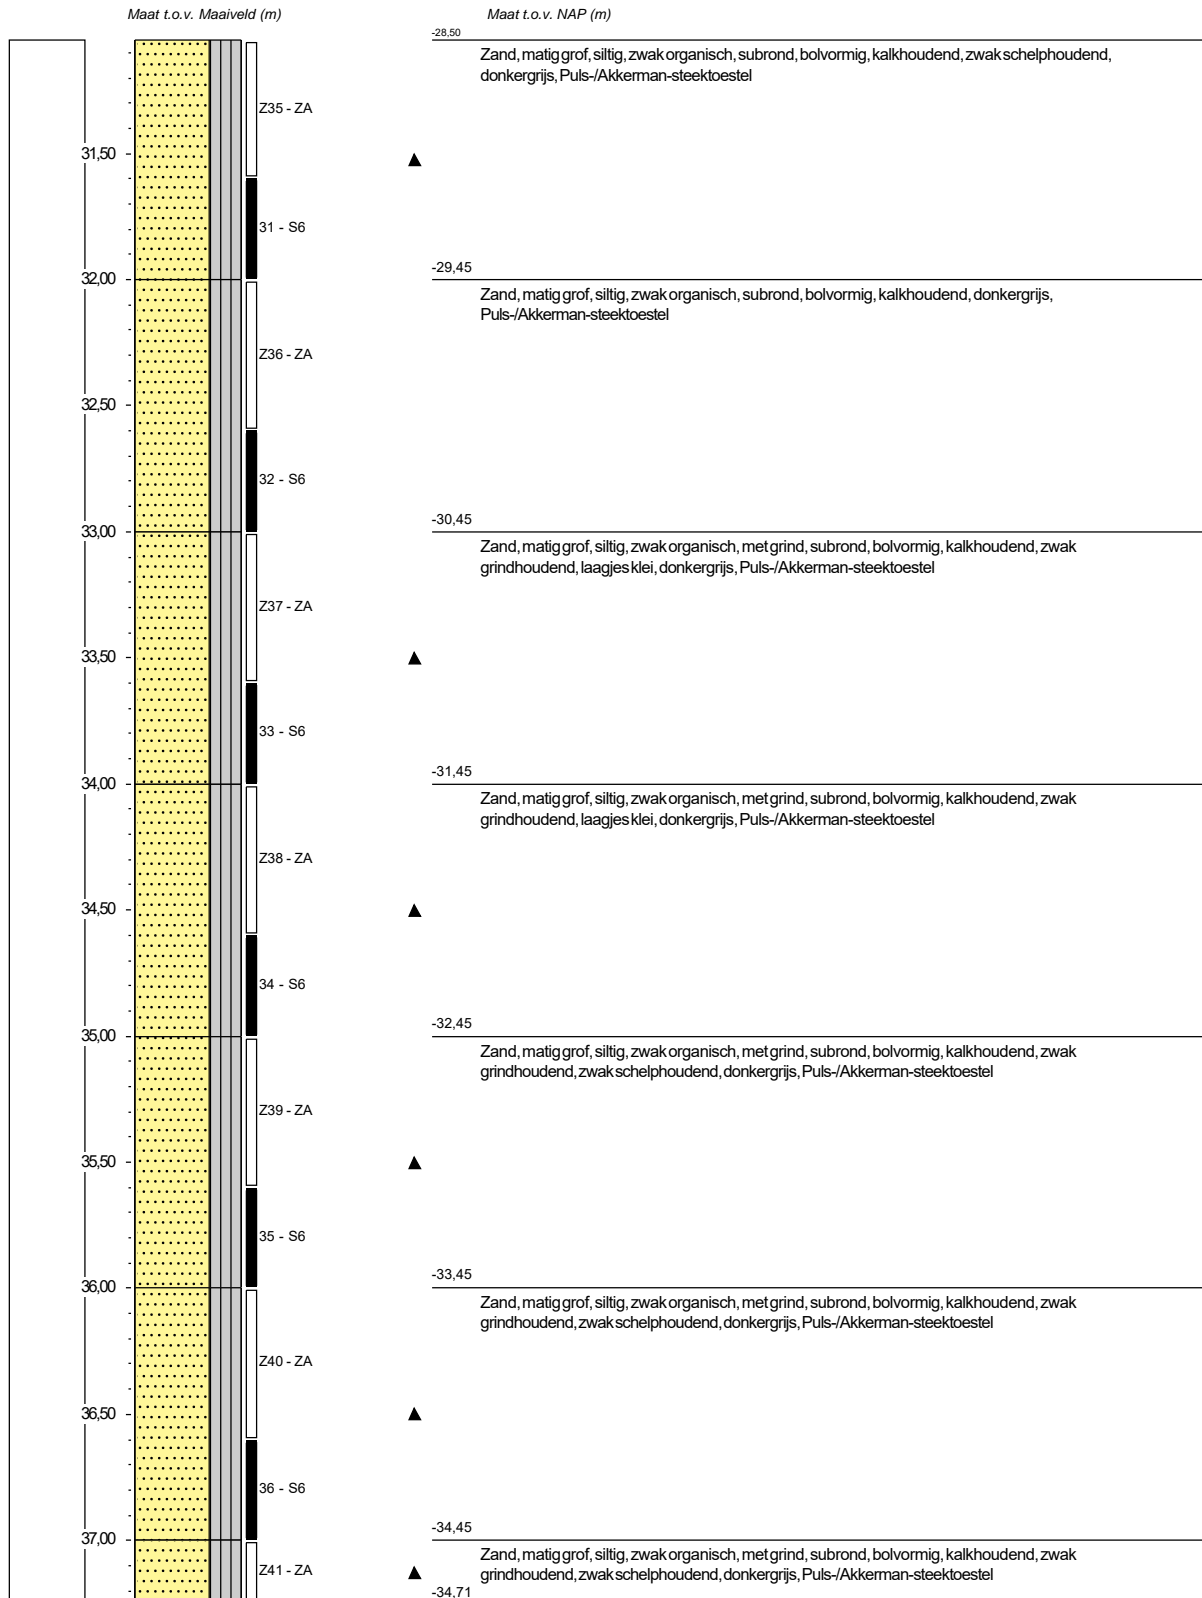 Maat t.o.v. Maaiveld (m)
Maat t.o.v. NAP (m)
-28,50
Zand, matig grof, siltig, zwak organisch, subrond, bolvormig, kalkhoudend, zwak schelphoudend,
donkergrijs, Puls-/Akkerman-steektoestel
Z35 - ZA
31,50
31 - S6
-29,45
32,00
Zand, matig grof, siltig, zwak organisch, subrond, bolvormig, kalkhoudend, donkergrijs,
Puls-/Akkerman-steektoestel
Z36 - ZA
32,50
32 - S6
-30,45
33,00
Zand, matig grof, siltig, zwak organisch, met grind, subrond, bolvormig, kalkhoudend, zwak
grindhoudend, laagjes klei, donkergrijs, Puls-/Akkerman-steektoestel
Z37 - ZA
33,50
33 - S6
-31,45
34,00
Zand, matig grof, siltig, zwak organisch, met grind, subrond, bolvormig, kalkhoudend, zwak
grindhoudend, laagjes klei, donkergrijs, Puls-/Akkerman-steektoestel
Z38 - ZA
34,50
34 - S6
-32,45
35,00
Zand, matig grof, siltig, zwak organisch, met grind, subrond, bolvormig, kalkhoudend, zwak
grindhoudend, zwak schelphoudend, donkergrijs, Puls-/Akkerman-steektoestel
Z39 - ZA
35,50
35 - S6
-33,45
36,00
Zand, matig grof, siltig, zwak organisch, met grind, subrond, bolvormig, kalkhoudend, zwak
grindhoudend, zwak schelphoudend, donkergrijs, Puls-/Akkerman-steektoestel
Z40 - ZA
36,50
36 - S6
-34,45
37,00
Zand, matig grof, siltig, zwak organisch, met grind, subrond, bolvormig, kalkhoudend, zwak
grindhoudend, zwak schelphoudend, donkergrijs, Puls-/Akkerman-steektoestel
Z41 - ZA
-34,71